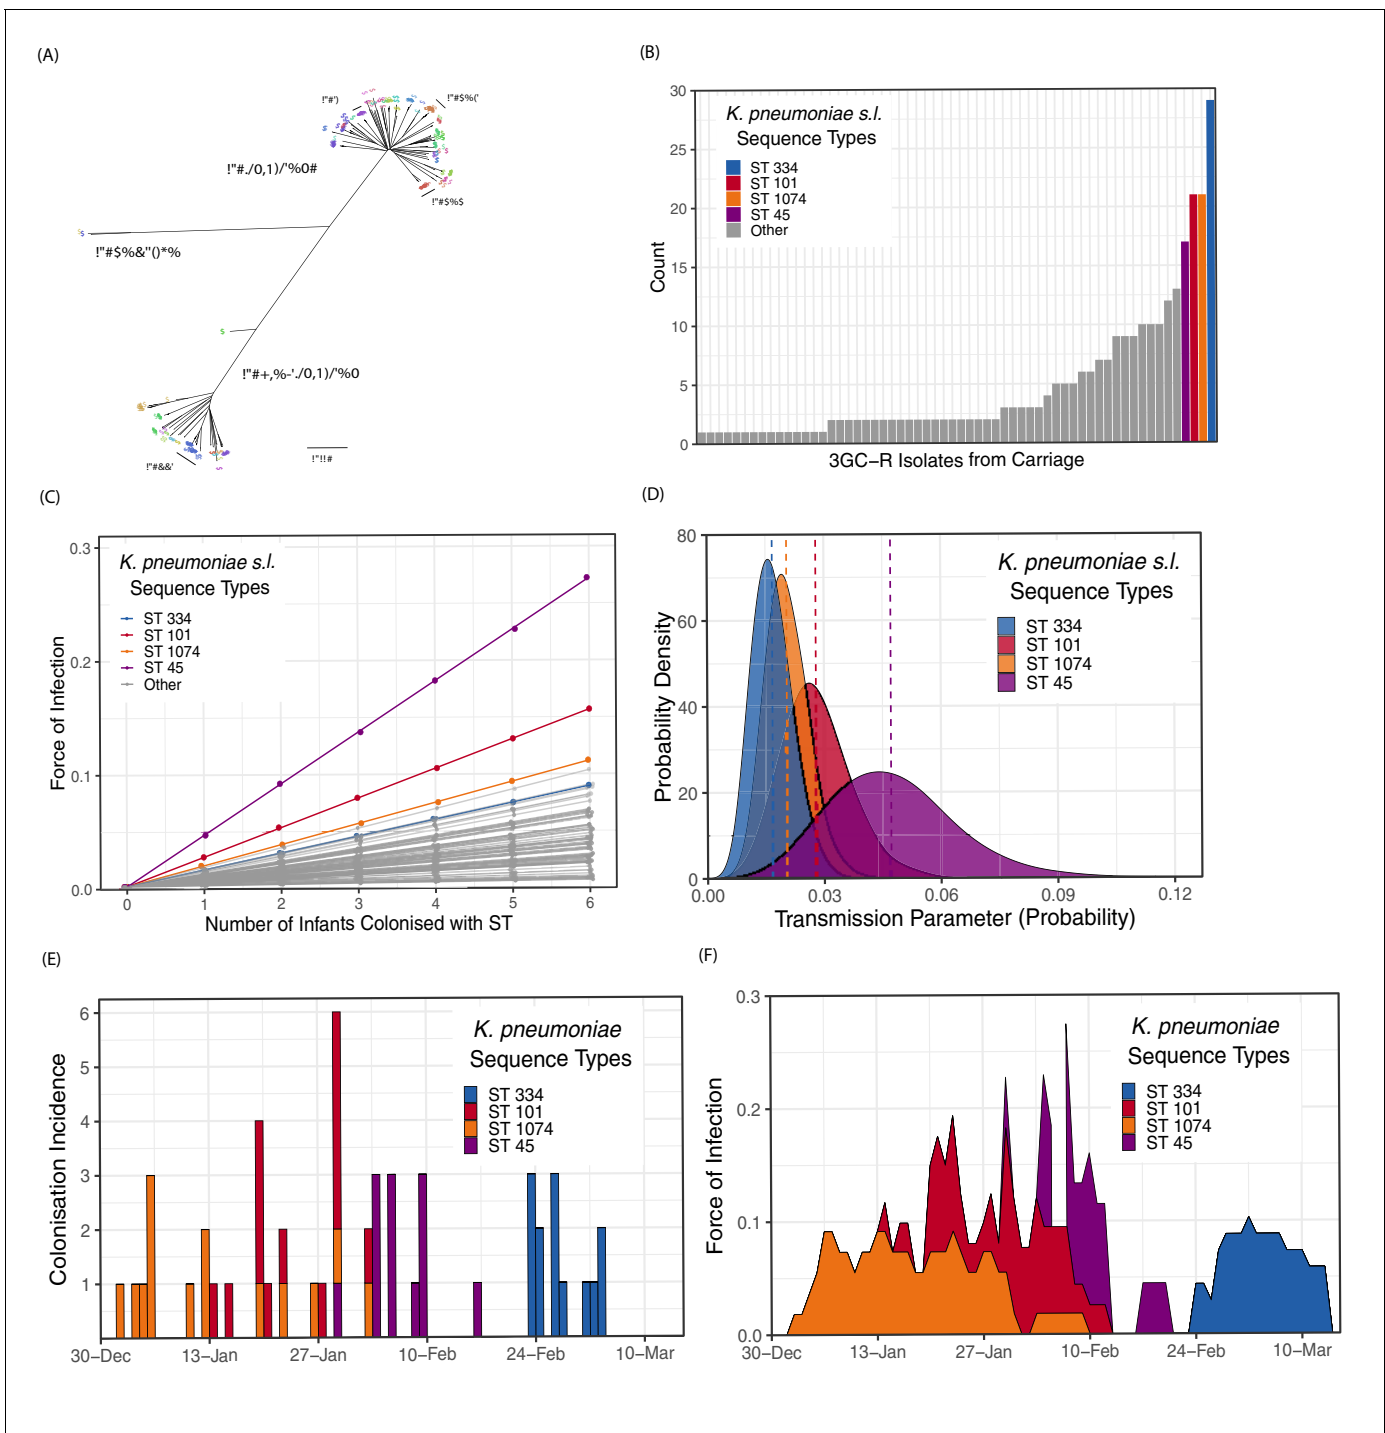 (A)
!"#')
!"#$%('
!"#./0,1)/'%0#
!"#$%$
$
!"#$%&"()*%
$
!"#+,%-'./0,1)/'%0
!"#&&'
!"!!#
(B)
K. pneumoniae s.l.
Sequence Types
ST 334
ST 101
ST 1074
ST 45
Other
Count
30
25
20
15
10
5
0
3GC−R Isolates from Carriage
(C)
K. pneumoniae s.l.
Sequence Types
ST 334
ST 101
ST 1074
ST 45
Other
Force of Infection
0.3
0.2
0.1
0.0
0 1 2 3 4 5 6
Number of Infants Colonised with ST
(D)
K. pneumoniae s.l.
Sequence Types
ST 334
ST 101
ST 1074
ST 45
Probability Density
80
60
40
20
0
0.00 0.03 0.06 0.09 0.12
Transmission Parameter (Probability)
(E)
K. pneumoniae
Sequence Types
ST 334
ST 101
ST 1074
ST 45
Colonisation Incidence
6
5
4
3
2
1
30−Dec 13−Jan 27−Jan 10−Feb 24−Feb 10−Mar
(F)
K. pneumoniae
Sequence Types
ST 334
ST 101
ST 1074
ST 45
Force of Infection
0.3
0.2
0.1
0.0
30−Dec 13−Jan 27−Jan 10−Feb 24−Feb 10−Mar